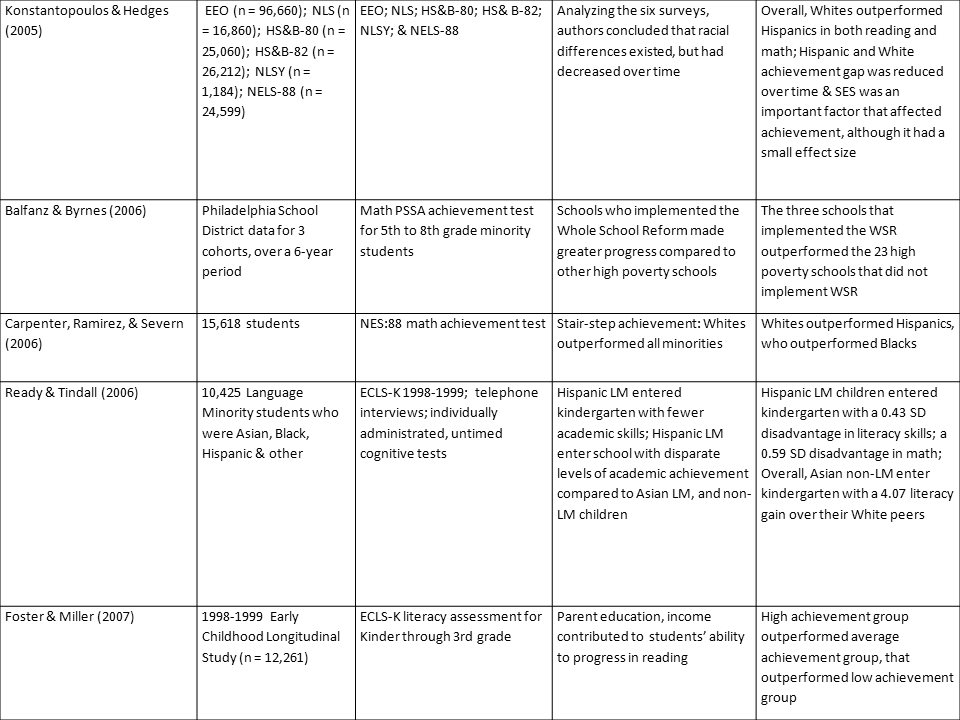 Konstantopoulos & Hedges
(2005)
EEO (n = 96,660); NLS (n
= 16,860); HS&B-80 (n =
25,060); HS&B-82 (n =
26,212); NLSY (n =
1,184); NELS-88 (n =
24,599)
EEO; NLS; HS&B-80; HS& B-82;
NLSY; & NELS-88
Analyzing the six surveys,
authors concluded that racial
differences existed, but had
decreased over time
Overall, Whites outperformed
Hispanics in both reading and
math; Hispanic and White
achievement gap was reduced
over time & SES was an
important factor that affected
achievement, although it had a
small effect size
Balfanz & Byrnes (2006)
Philadelphia School
District data for 3
cohorts, over a 6-year
period
Math PSSA achievement test
for 5th to 8th grade minority
students
Schools who implemented the
Whole School Reform made
greater progress compared to
other high poverty schools
The three schools that
implemented the WSR
outperformed the 23 high
poverty schools that did not
implement WSR
Carpenter, Ramirez, & Severn
(2006)
15,618 students
NES:88 math achievement test
Stair-step achievement: Whites
outperformed all minorities
Whites outperformed Hispanics,
who outperformed Blacks
Ready & Tindall (2006)
10,425 Language
Minority students who
were Asian, Black,
Hispanic & other
ECLS-K 1998-1999; telephone
interviews; individually
administrated, untimed
cognitive tests
Hispanic LM entered
kindergarten with fewer
academic skills; Hispanic LM
enter school with disparate
levels of academic achievement
compared to Asian LM, and non-
LM children
Hispanic LM children entered
kindergarten with a 0.43 SD
disadvantage in literacy skills; a
0.59 SD disadvantage in math;
Overall, Asian non-LM enter
kindergarten with a 4.07 literacy
gain over their White peers
Foster & Miller (2007)
1998-1999 Early
Childhood Longitudinal
Study (n = 12,261)
ECLS-K literacy assessment for
Kinder through 3rd grade
Parent education, income
contributed to students' ability
to progress in reading
High achievement group
outperformed average
achievement group, that
outperformed low achievement
group